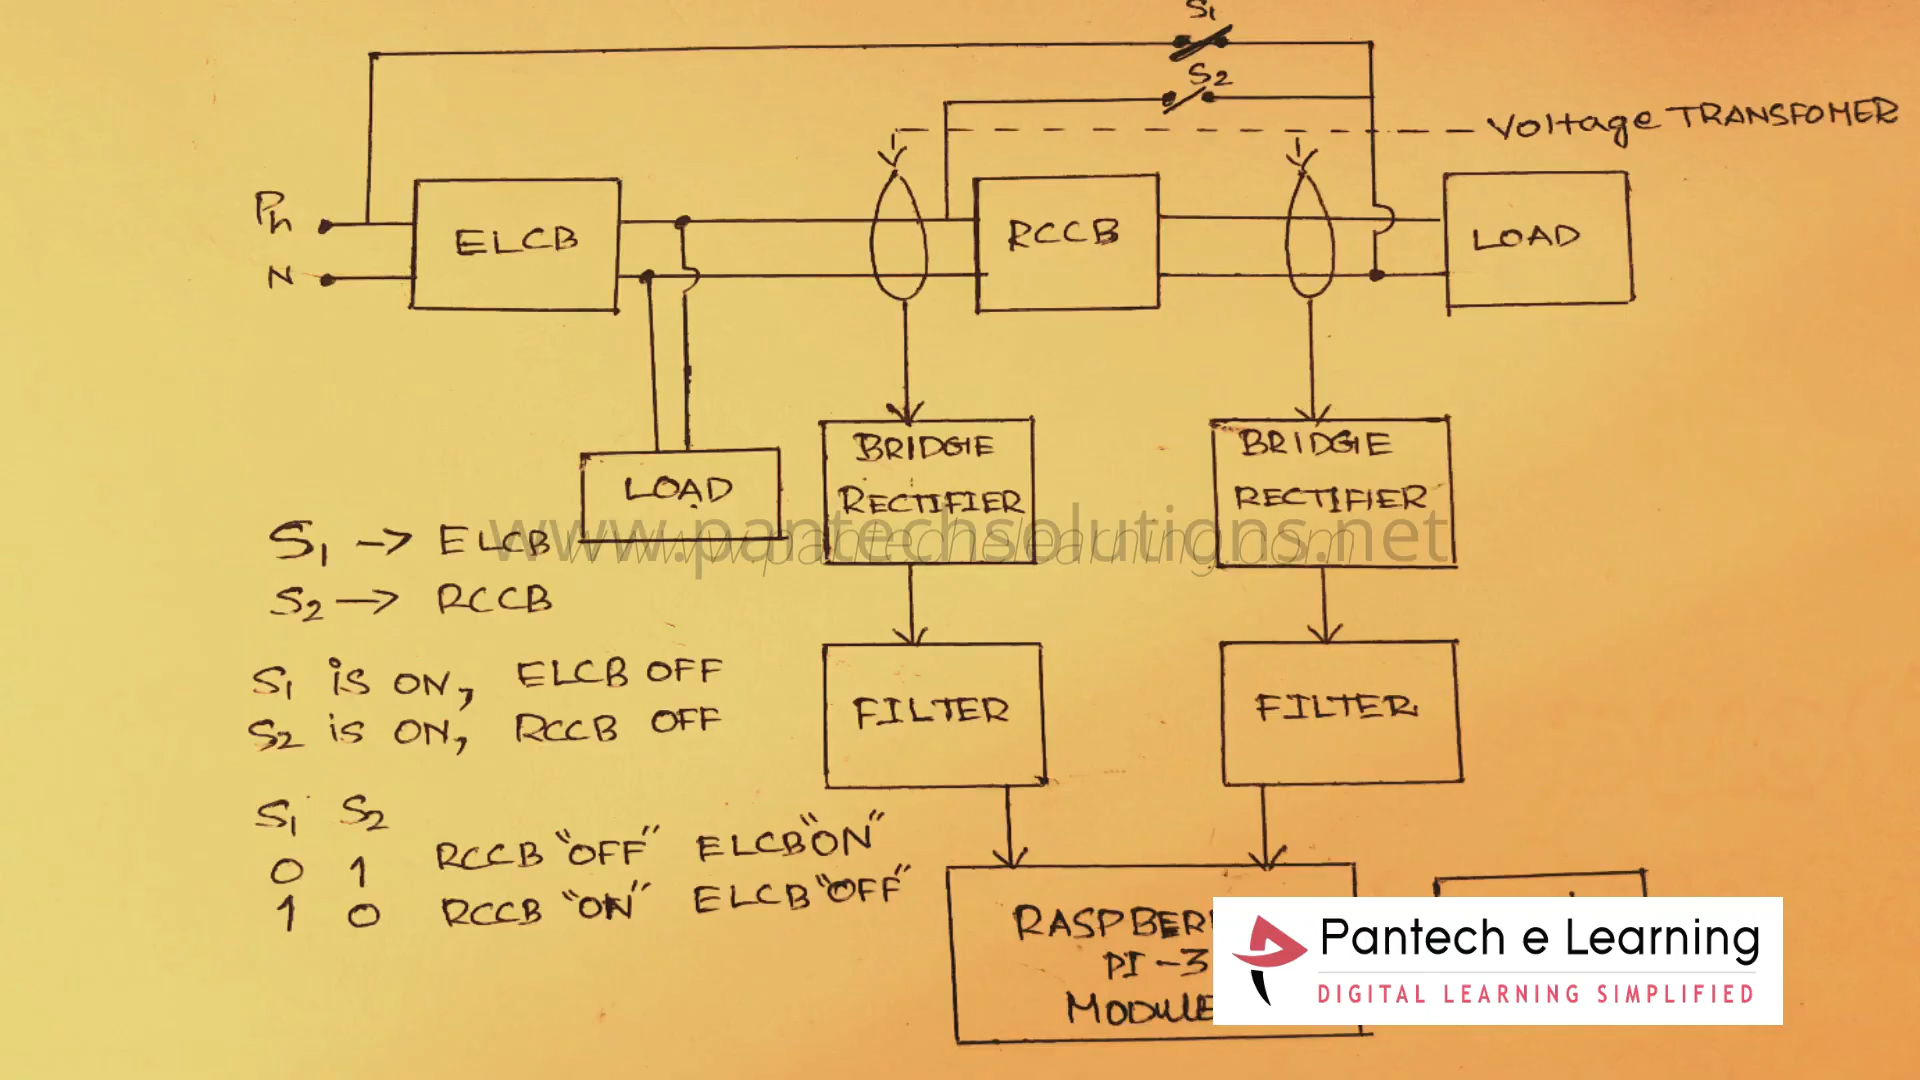 S1
S2
Voltage TRANSFOMER
Ph
N
ELCB
RCCB
LOAD
LOAD
BRIDGE
RECTIFIER
BRIDGE
RECTIFIER
www.pantechsolutions.net
S1 → ELCB
S2 → RCCB
S1 is ON, ELCB OFF
S2 is ON, RCCB OFF
FILTER
FILTER
S1 S2
0 1 RCCB "OFF" ELCB "ON"
1 0 RCCB "ON" ELCB "OFF"
PI-3
MODULE
Pantech e Learning
DIGITAL LEARNING SIMPLIFIED